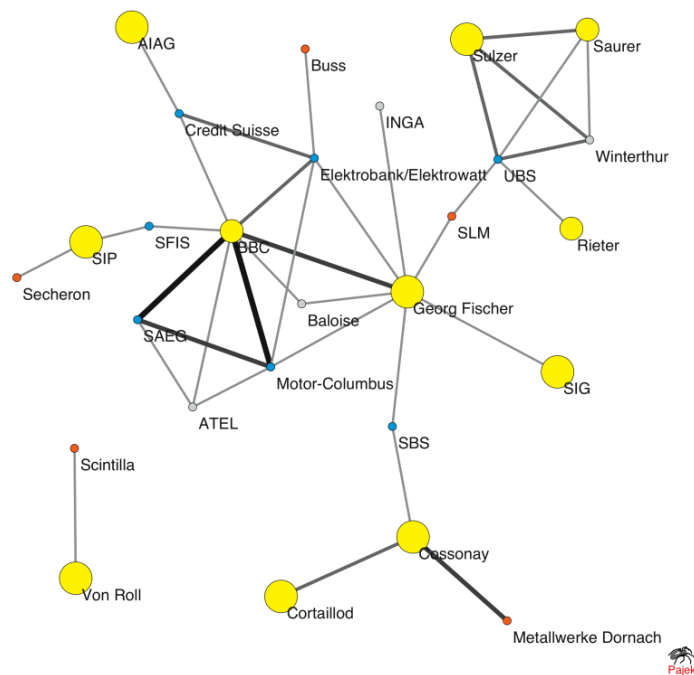 AIAG
Sulzer
Saurer
Buss
INGA
Credit Suisse
Winterthur
Elektrobank/Elektrowatt
UBS
SLM
Rieter
BBC
SFIS
SIP
Secheron
Baloise
Georg Fischer
SAEG
Motor-Columbus
SIG
ATEL
SBS
Scintilla
Cossonay
Von Roll
Cortaillod
Metallwerke Dornach
Pajek